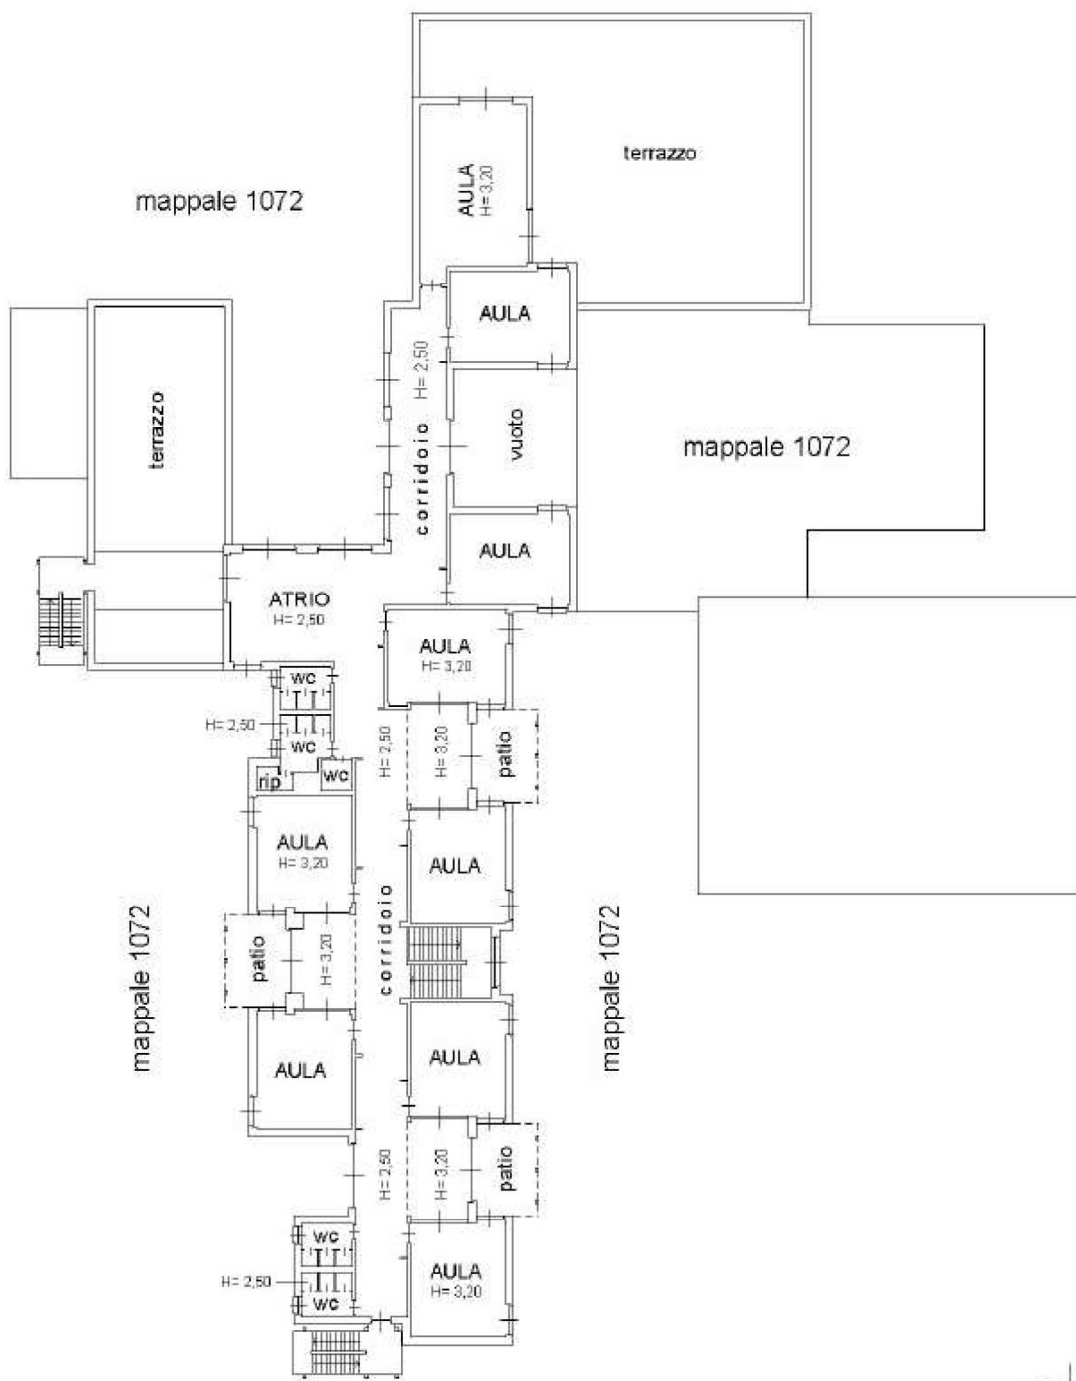 terrazzo
AULA
H= 3,20
mappale 1072
AULA
H= 2,50
terrazzo
vuoto
mappale 1072
corridoio
AULA
ATRIO
H= 2,50
AULA
H= 3,20
wc
H= 2,50
wc
H= 2,50
H= 3,20
patio
rip
wc
AULA
H= 3,20
AULA
corridoio
mappale 1072
patio
H= 3,20
mappale 1072
AULA
AULA
H= 2,50
H= 3,20
patio
wc
H= 2,50
wc
AULA
H= 3,20